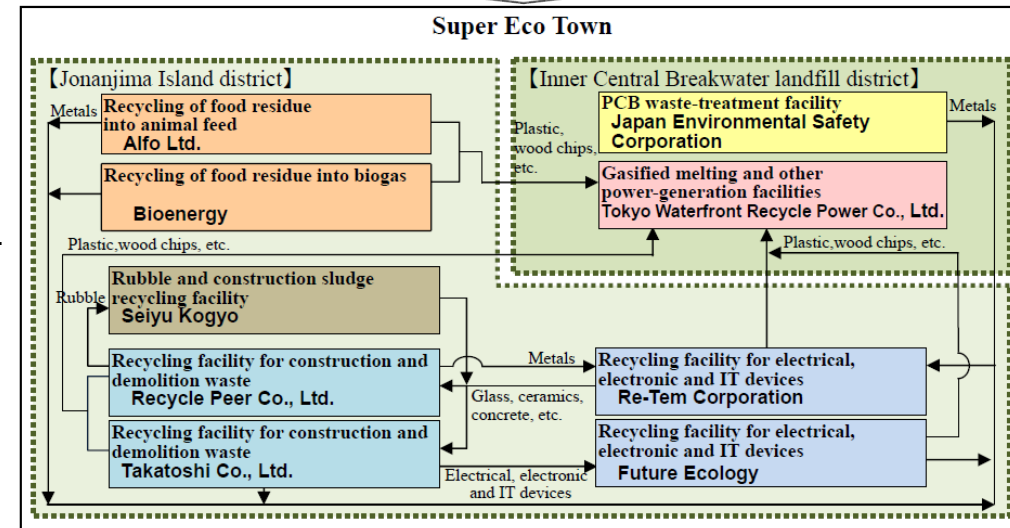 Super Eco Town
【Jonanjima Island district】
【Inner Central Breakwater landfill district】
Metals
Recycling of food residue
into animal feed
Alfo Ltd.
Recycling of food residue into biogas
Bioenergy
Plastic,
wood chips,
etc.
PCB waste-treatment facility
Japan Environmental Safety
Corporation
Metals
Gasified melting and other
power-generation facilities
Tokyo Waterfront Recycle Power Co., Ltd.
Plastic,wood chips, etc.
Plastic,wood chips, etc.
Rubble
Rubble and construction sludge
recycling facility
Seiyu Kogyo
Recycling facility for construction and
demolition waste
Recycle Peer Co., Ltd.
Metals
Glass, ceramics,
concrete, etc.
Recycling facility for electrical,
electronic and IT devices
Re-Tem Corporation
Recycling facility for construction and
demolition waste
Takatoshi Co., Ltd.
Electrical, electronic
and IT devices
Recycling facility for electrical,
electronic and IT devices
Future Ecology